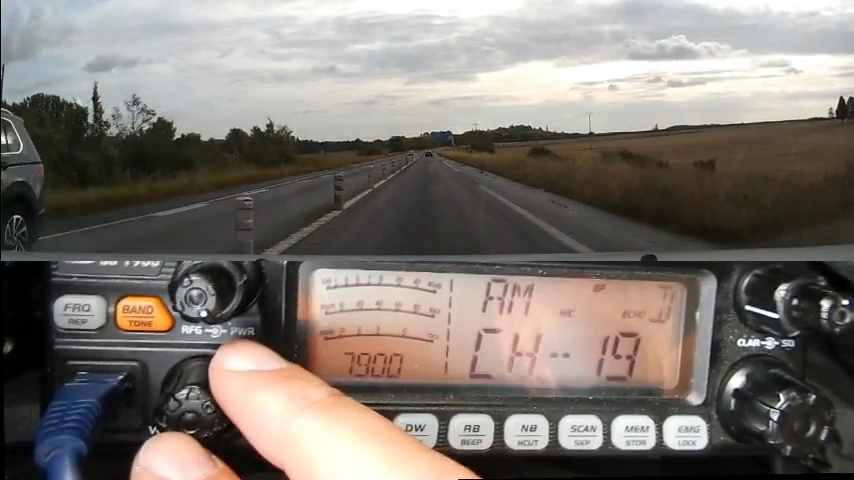 FRQ
REP
BAND
TONE
RFG
PWR
AM
BP
MIC
ECHO
CH--19
7900
CLAR
SQ
DW
RB
BEEP
NB
HCUT
SCAN
SKP
MEM
STOR
EMG
LOCK